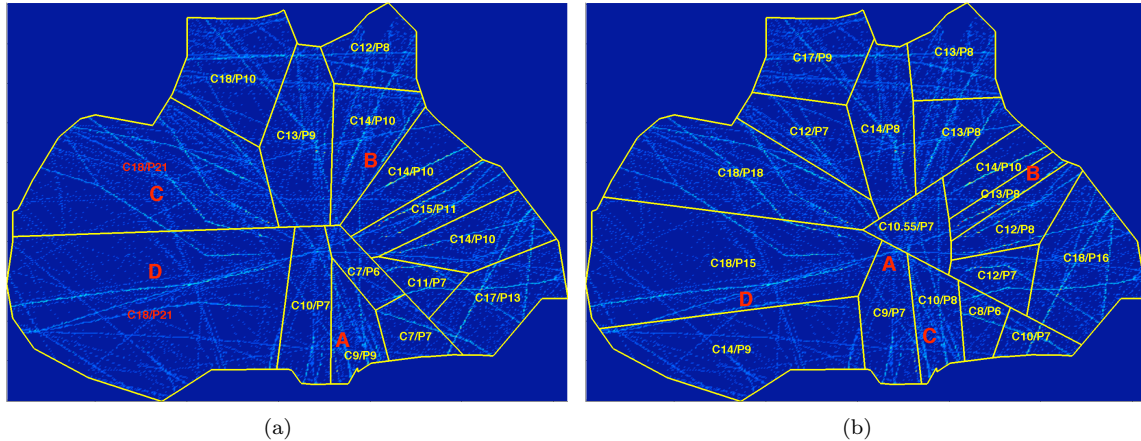 C12/P8
C18/P10
C14/P10
C13/P9
B
C18/P21
C14/P10
C
C15/P11
C14/P10
D
C7/P6
C11/P7
C17/P13
C10/P7
C18/P21
C7/P7
A
C9/P9
(a)
C13/P8
C17/P9
C12/P7
C14/P8
C13/P8
C14/P10
B
C18/P18
C13/P8
C10.55/P7
C12/P8
A
C18/P15
C18/P16
C12/P7
D
C10/P8
C9/P7
C8/P6
C
C10/P7
C14/P9
(b)